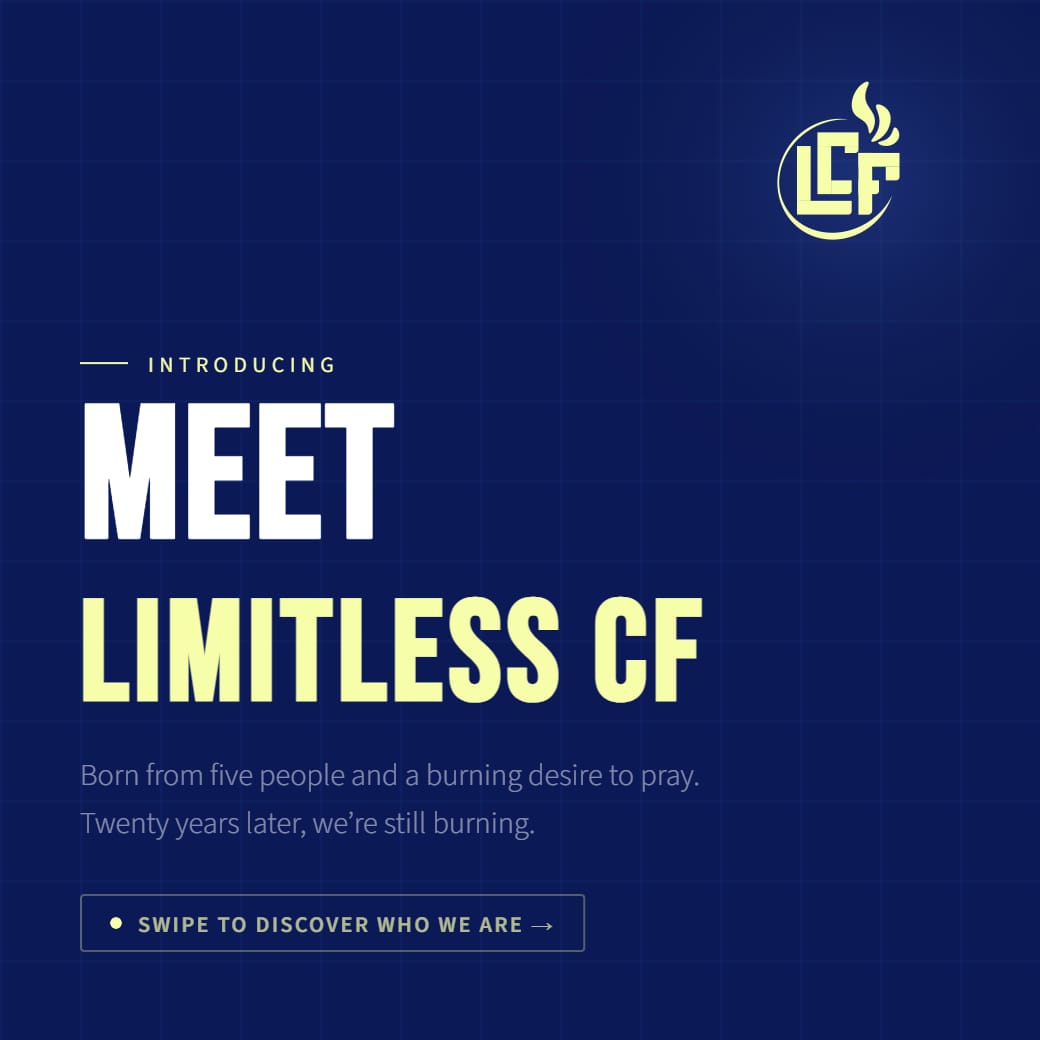 LCF
INTRODUCING
MEET
LIMITLESS CF
Born from five people and a burning desire to pray.
Twenty years later, we’re still burning.
SWIPE TO DISCOVER WHO WE ARE →